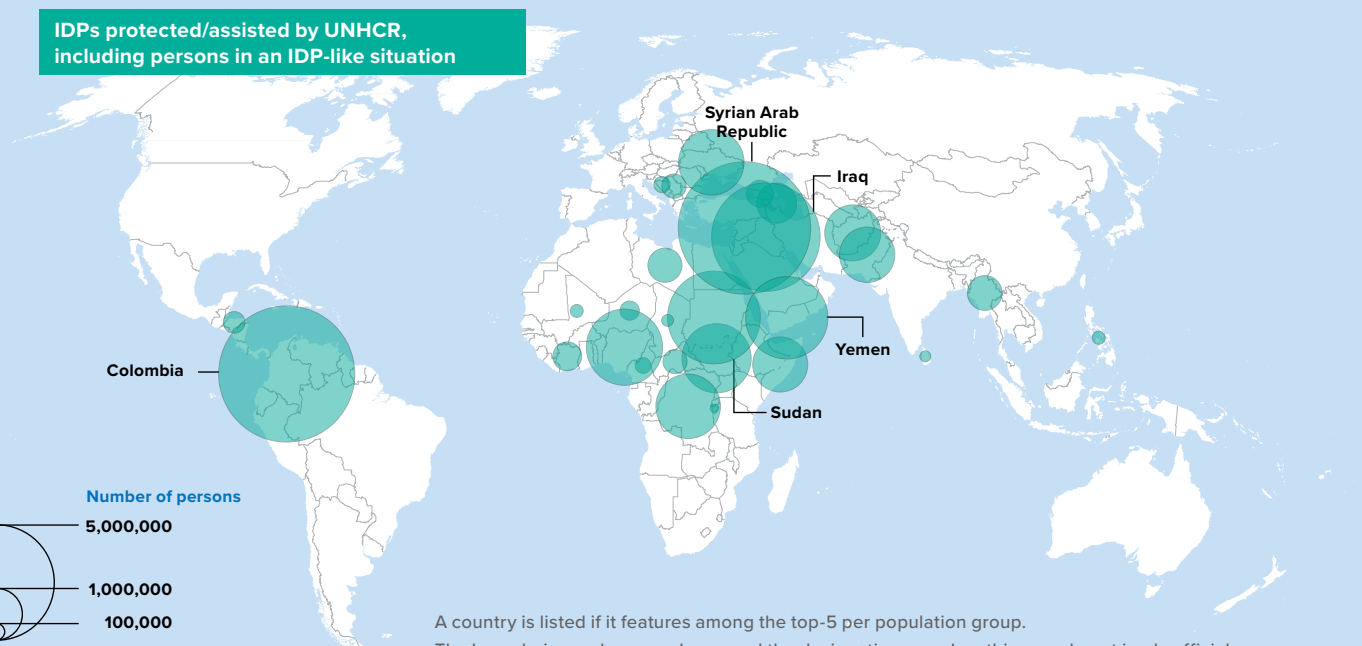 IDPs protected/assisted by UNHCR,
including persons in an IDP-like situation
Syrian Arab
Republic
Iraq
Yemen
Colombia
Sudan
Number of persons
5,000,000
1,000,000
100,000
A country is listed if it features among the top-5 per population group.